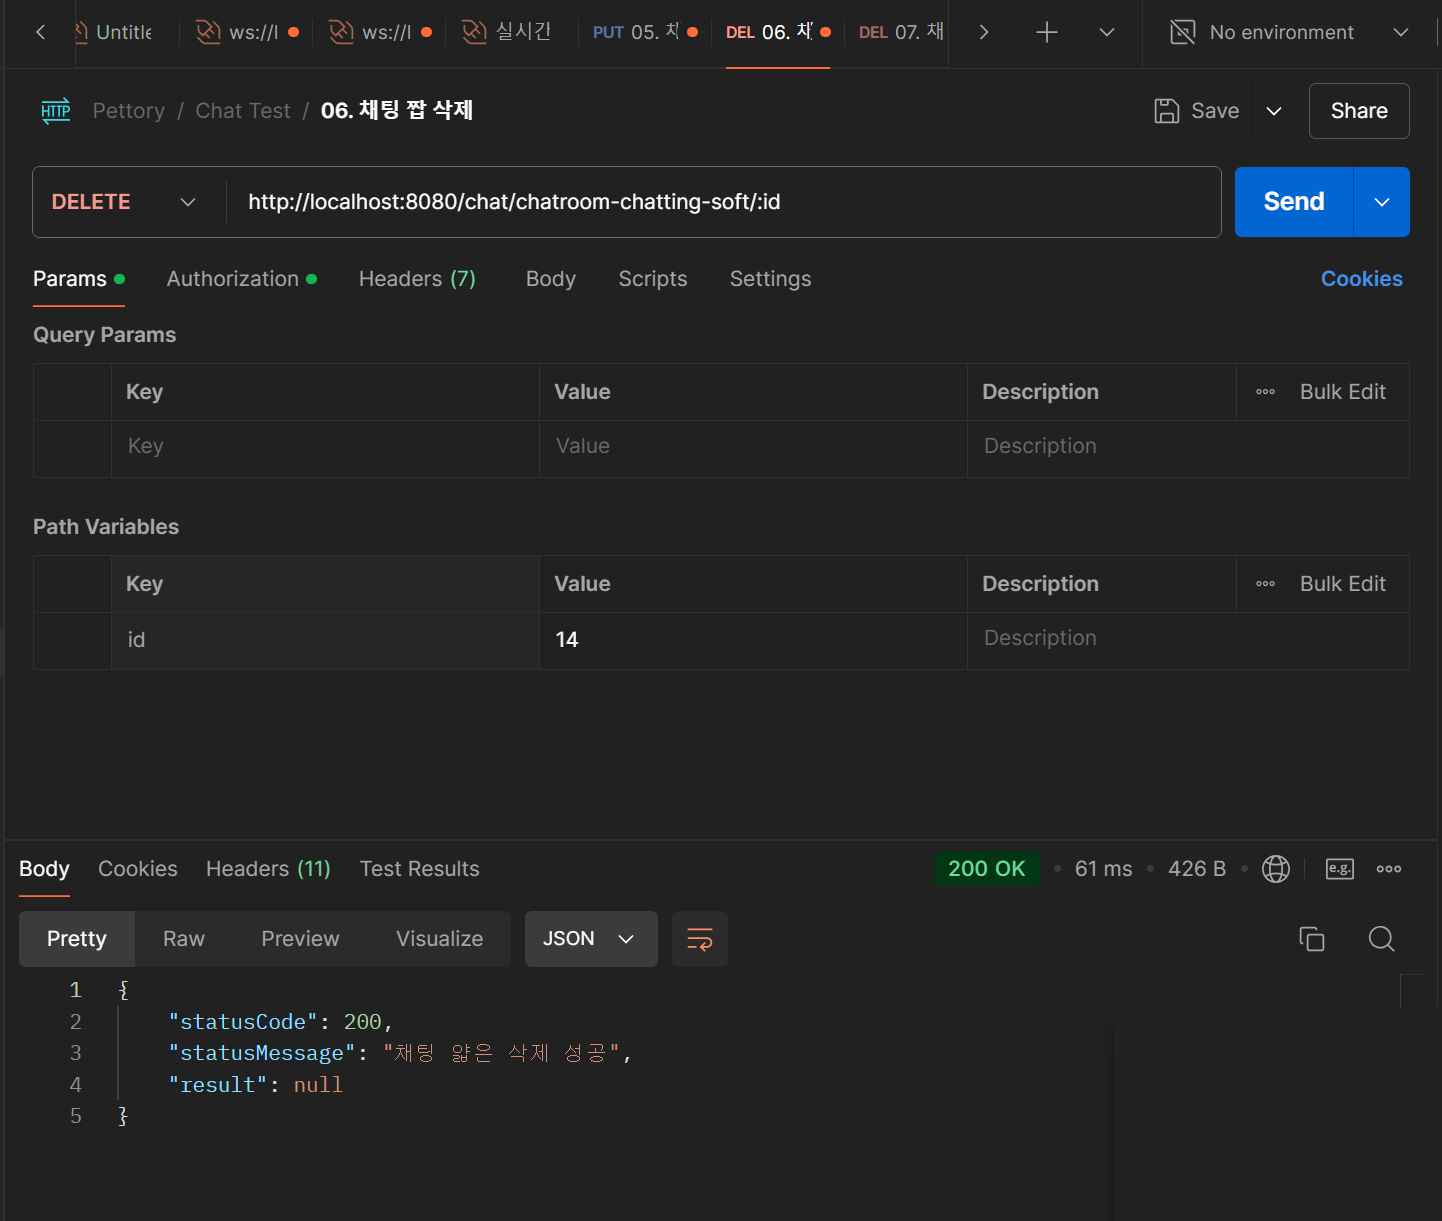 Untitle
ws://l
ws://l
실시간
PUT 05. 채
DEL 06. 채
DEL 07. 채
No environment
HTTP
Pettory / Chat Test / 06. 채팅 짭 삭제
Save
Share
DELETE
http://localhost:8080/chat/chatroom-chatting-soft/:id
Send
Params
Authorization
Headers (7)
Body
Scripts
Settings
Cookies
Query Params
Key Value Description Bulk Edit
Key Value Description
Path Variables
Key Value Description Bulk Edit
id 14 Description
Body Cookies Headers (11) Test Results
200 OK • 61 ms • 426 B
e.g.
Pretty Raw Preview Visualize JSON
1 {
2 "statusCode": 200,
3 "statusMessage": "채팅 얇은 삭제 성공",
4 "result": null
5 }